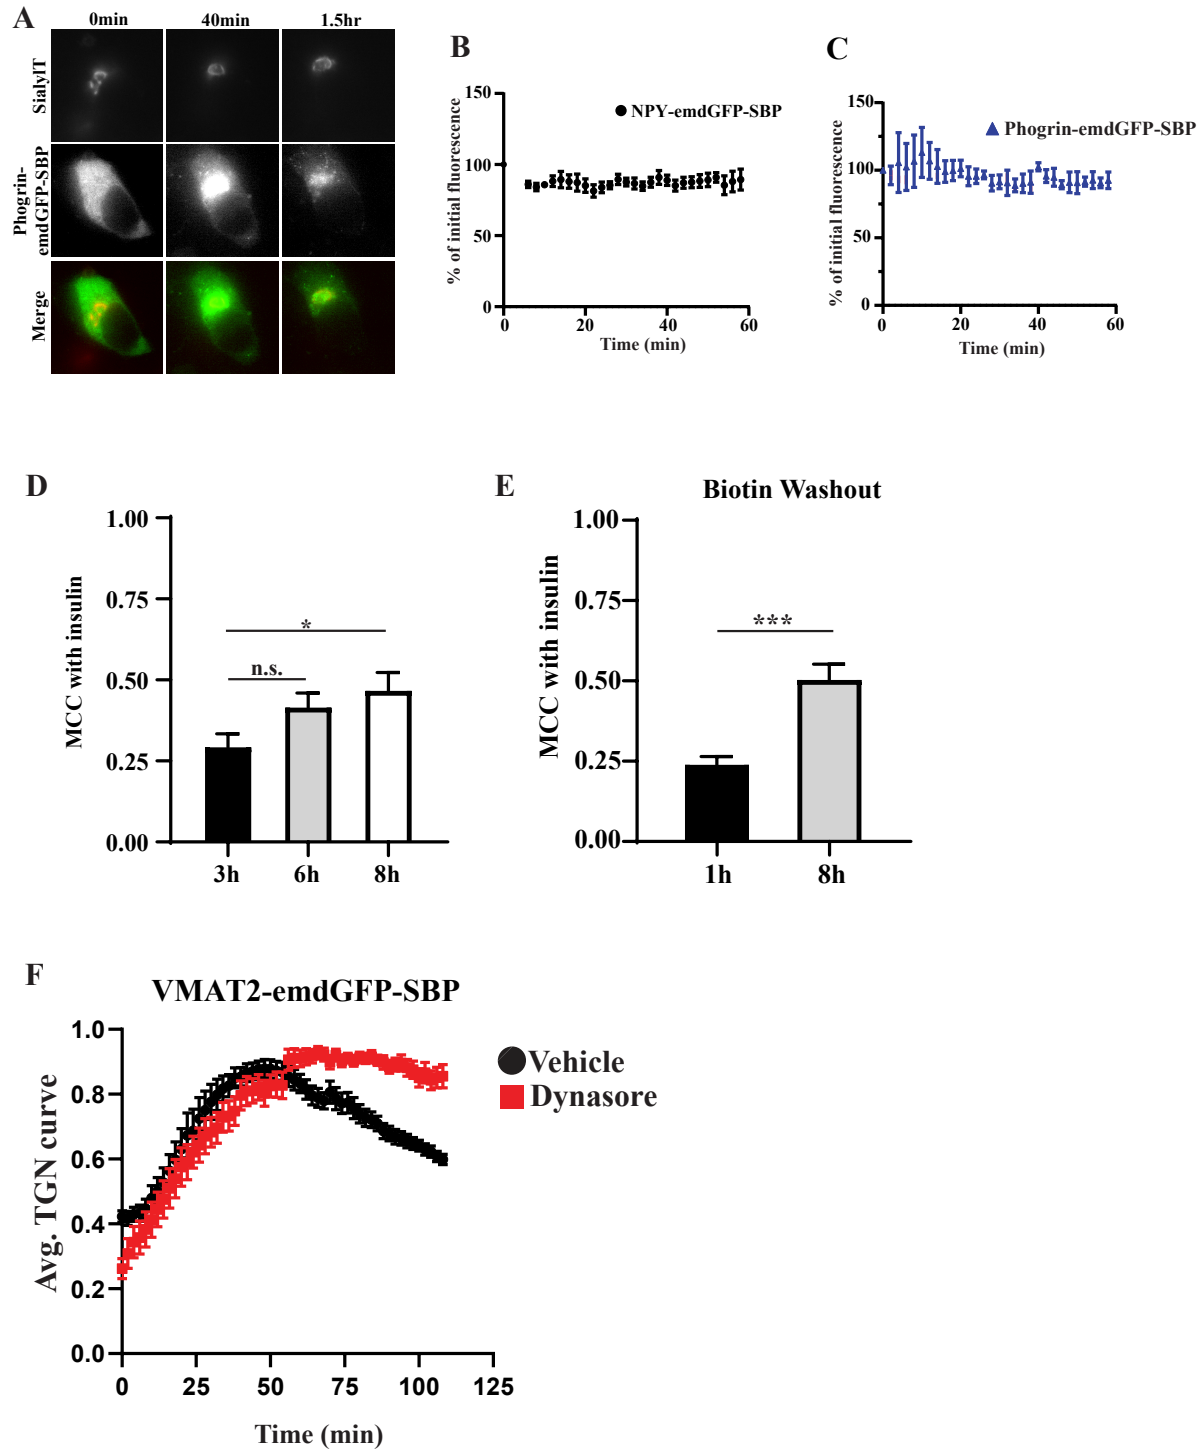 A
0min 40min 1.5hr
SialylT
Phogrin-
emdGFP-SBP
Merge
B
NPY-emdGFP-SBP
% of initial fluorescence
150
100
50
0
0 20 40 60
Time (min)
C
Phogrin-emdGFP-SBP
% of initial fluorescence
150
100
50
0
0 20 40 60
Time (min)
D
MCC with insulin
1.00
0.75
0.50
0.25
0.00
*
n.s.
3h 6h 8h
E
Biotin Washout
MCC with insulin
1.00
0.75
0.50
0.25
0.00
***
1h 8h
F
VMAT2-emdGFP-SBP
Avg. TGN curve
1.0
0.8
0.6
0.4
0.2
0.0
Vehicle
Dynasore
0 25 50 75 100 125
Time (min)